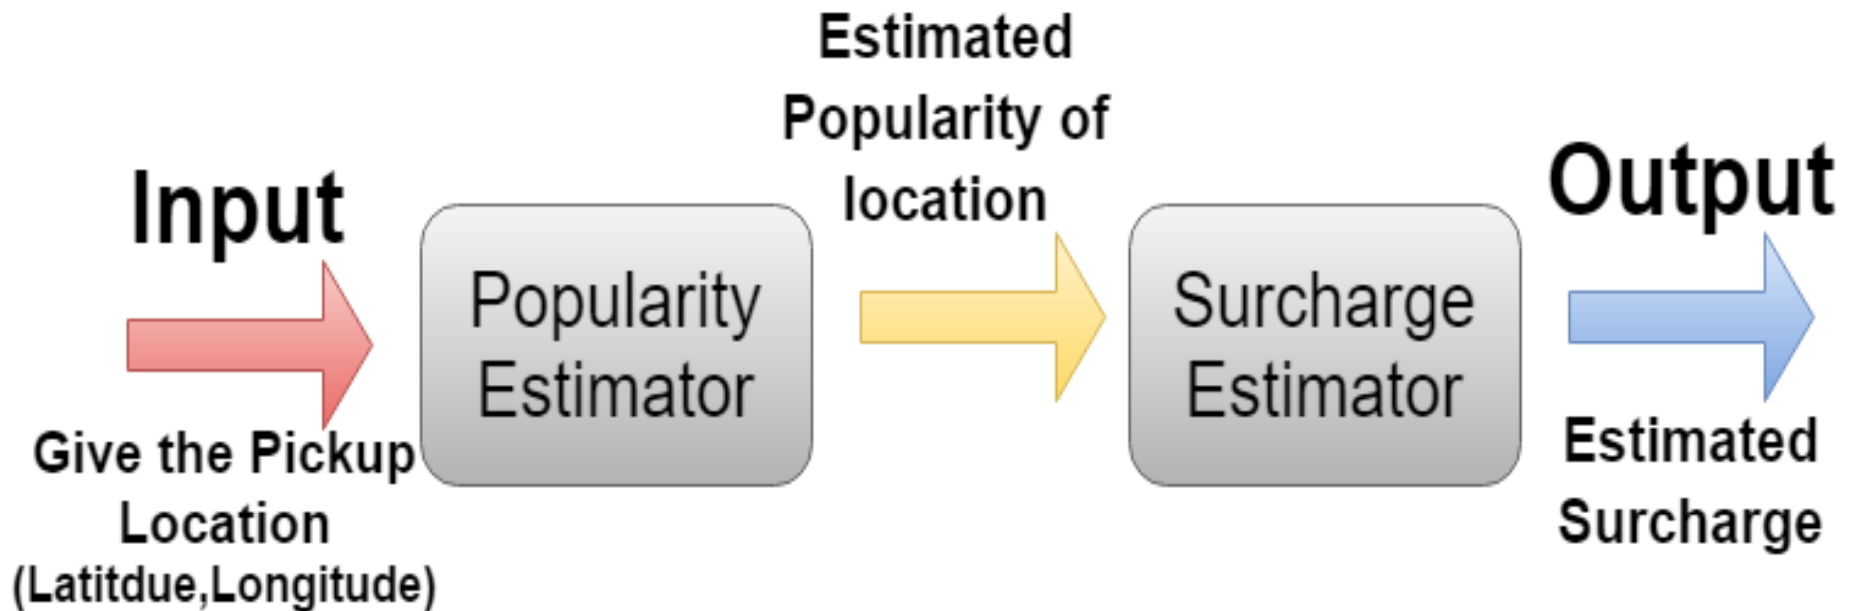 Input
Give the Pickup
Location
(Latitdue,Longitude)
Popularity
Estimator
Estimated
Popularity of
location
Surcharge
Estimator
Output
Estimated
Surcharge